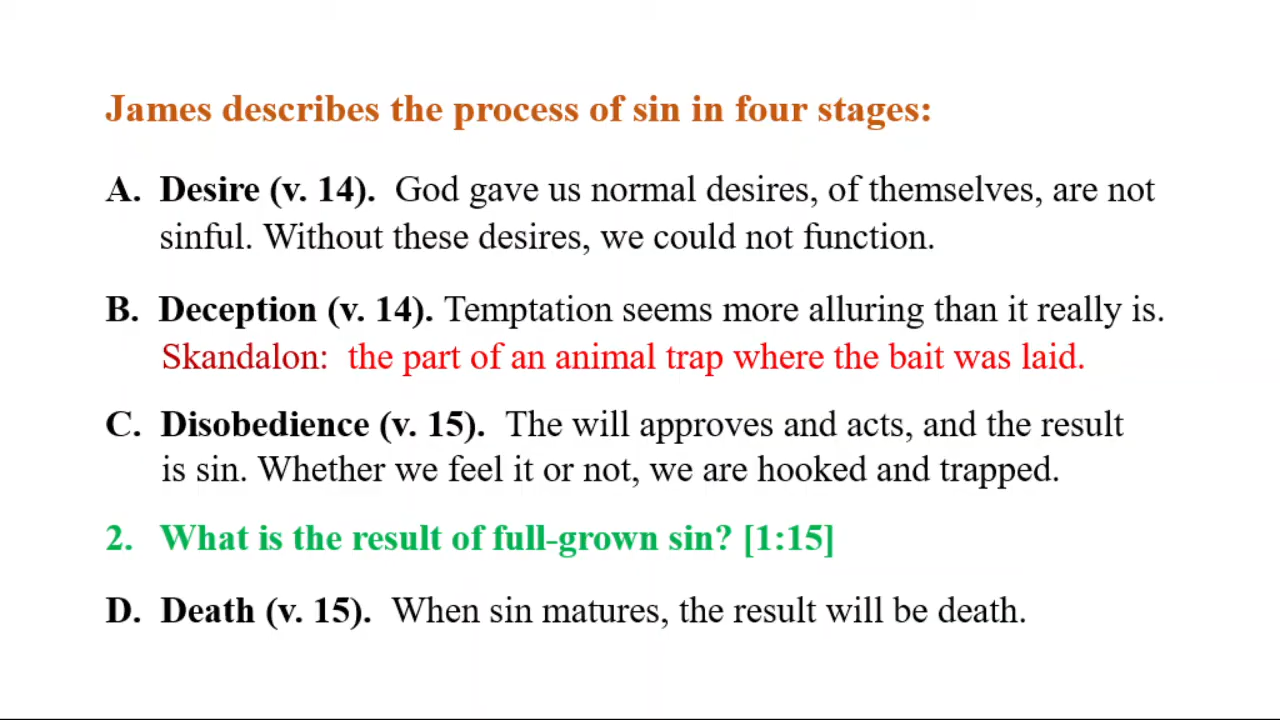 James describes the process of sin in four stages:
A. Desire (v. 14). God gave us normal desires, of themselves, are not
sinful. Without these desires, we could not function.
B. Deception (v. 14). Temptation seems more alluring than it really is.
Skandalon: the part of an animal trap where the bait was laid.
C. Disobedience (v. 15). The will approves and acts, and the result
is sin. Whether we feel it or not, we are hooked and trapped.
2. What is the result of full-grown sin? [1:15]
D. Death (v. 15). When sin matures, the result will be death.